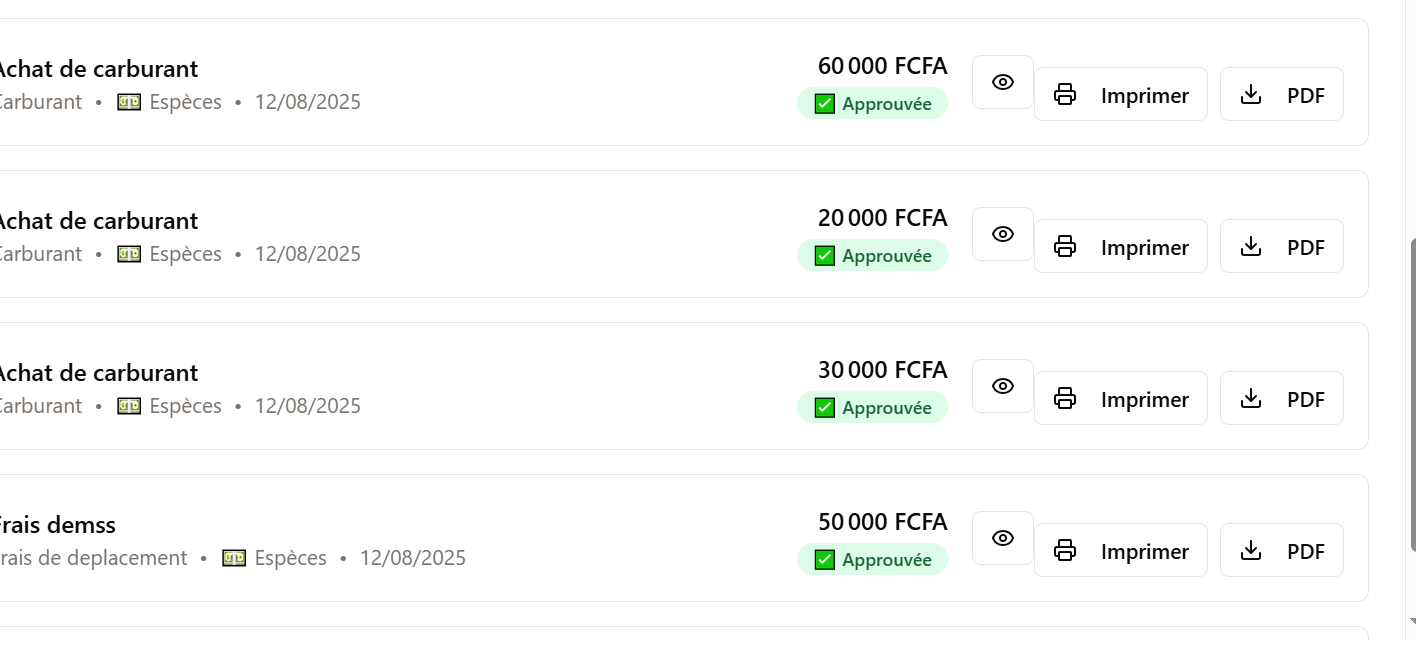 Achat de carburant
60 000 FCFA
Carburant • Espèces • 12/08/2025
Approuvée
Imprimer
PDF
Achat de carburant
20 000 FCFA
Carburant • Espèces • 12/08/2025
Approuvée
Imprimer
PDF
Achat de carburant
30 000 FCFA
Carburant • Espèces • 12/08/2025
Approuvée
Imprimer
PDF
Frais demss
50 000 FCFA
rais de deplacement • Espèces • 12/08/2025
Approuvée
Imprimer
PDF